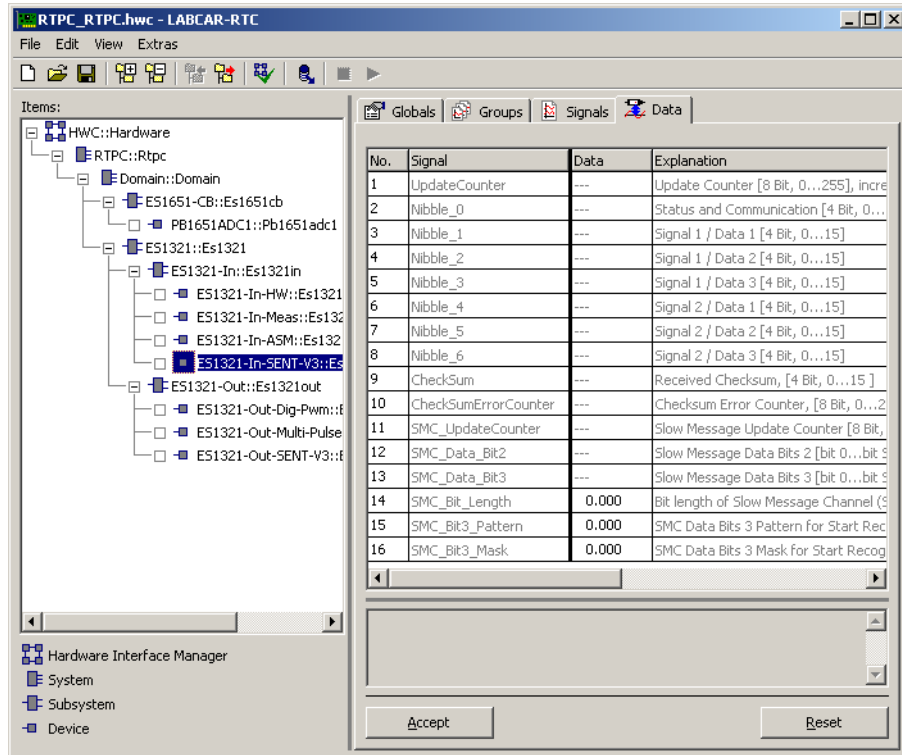 RTPC_RTPC.hwc - LABCAR-RTC
File Edit View Extras
Items:
HWC::Hardware
RTPC::Rtpc
Domain::Domain
ES1651-CB::Es1651cb
PB1651ADC1::Pb1651adc1
ES1321::Es1321
ES1321-In::Es1321in
ES1321-In-HW::Es1321
ES1321-In-Meas::Es132
ES1321-In-ASM::Es132
ES1321-In-SENT-V3::Es
ES1321-Out::Es1321out
ES1321-Out-Dig-Pwm::E
ES1321-Out-Multi-Pulse
ES1321-Out-SENT-V3::E
Hardware Interface Manager
System
Subsystem
Device
Globals Groups Signals Data
No. Signal Data Explanation
1 UpdateCounter --- Update Counter [8 Bit, 0...255], incre
2 Nibble_0 --- Status and Communication [4 Bit, 0...
3 Nibble_1 --- Signal 1 / Data 1 [4 Bit, 0...15]
4 Nibble_2 --- Signal 1 / Data 2 [4 Bit, 0...15]
5 Nibble_3 --- Signal 1 / Data 3 [4 Bit, 0...15]
6 Nibble_4 --- Signal 2 / Data 1 [4 Bit, 0...15]
7 Nibble_5 --- Signal 2 / Data 2 [4 Bit, 0...15]
8 Nibble_6 --- Signal 2 / Data 3 [4 Bit, 0...15]
9 CheckSum --- Received Checksum, [4 Bit, 0...15 ]
10 CheckSumErrorCounter --- Checksum Error Counter, [8 Bit, 0...2
11 SMC_UpdateCounter --- Slow Message Update Counter [8 Bit,
12 SMC_Data_Bit2 --- Slow Message Data Bits 2 [bit 0...bit 5
13 SMC_Data_Bit3 --- Slow Message Data Bits 3 [bit 0...bit 5
14 SMC_Bit_Length 0.000 Bit length of Slow Message Channel (S
15 SMC_Bit3_Pattern 0.000 SMC Data Bits 3 Pattern for Start Rec
16 SMC_Bit3_Mask 0.000 SMC Data Bits 3 Mask for Start Recog
Accept Reset